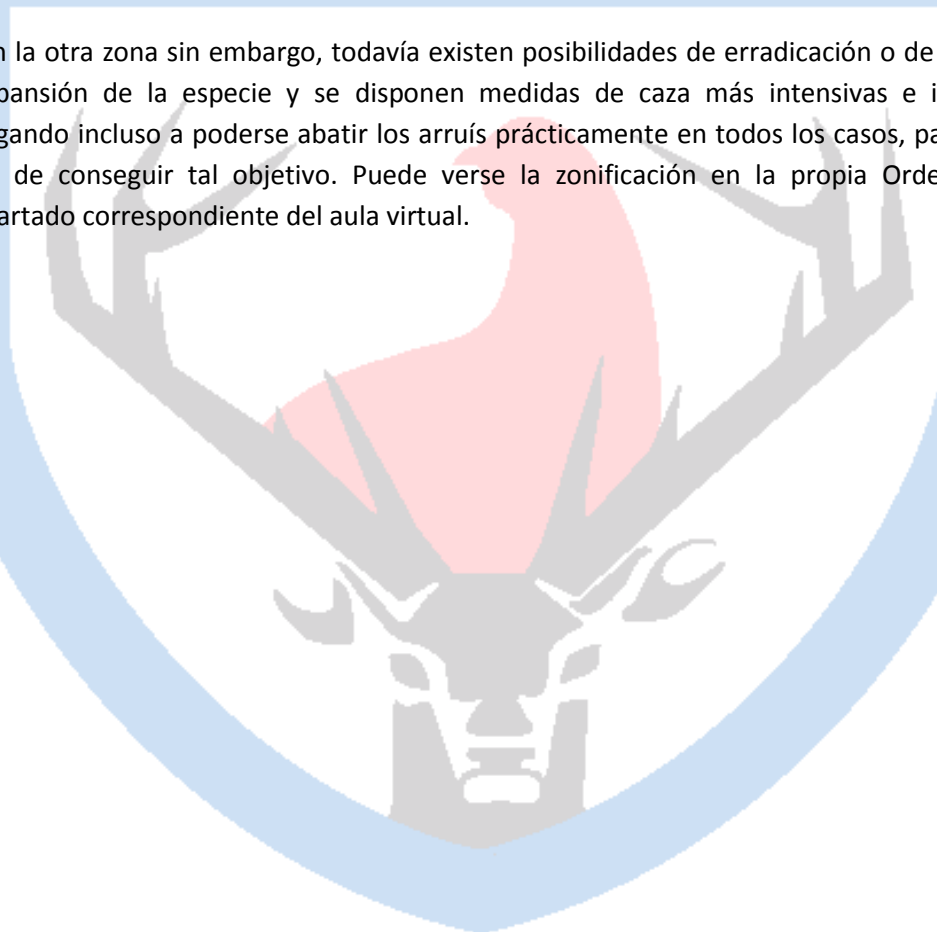 n la otra zona sin embargo, todavía existen posibilidades de erradicación o de
pansión de la especie y se disponen medidas de caza más intensivas e i
gando incluso a poderse abatir los arruís prácticamente en todos los casos, pa
de conseguir tal objetivo. Puede verse la zonificación en la propia Orde
artado correspondiente del aula virtual.